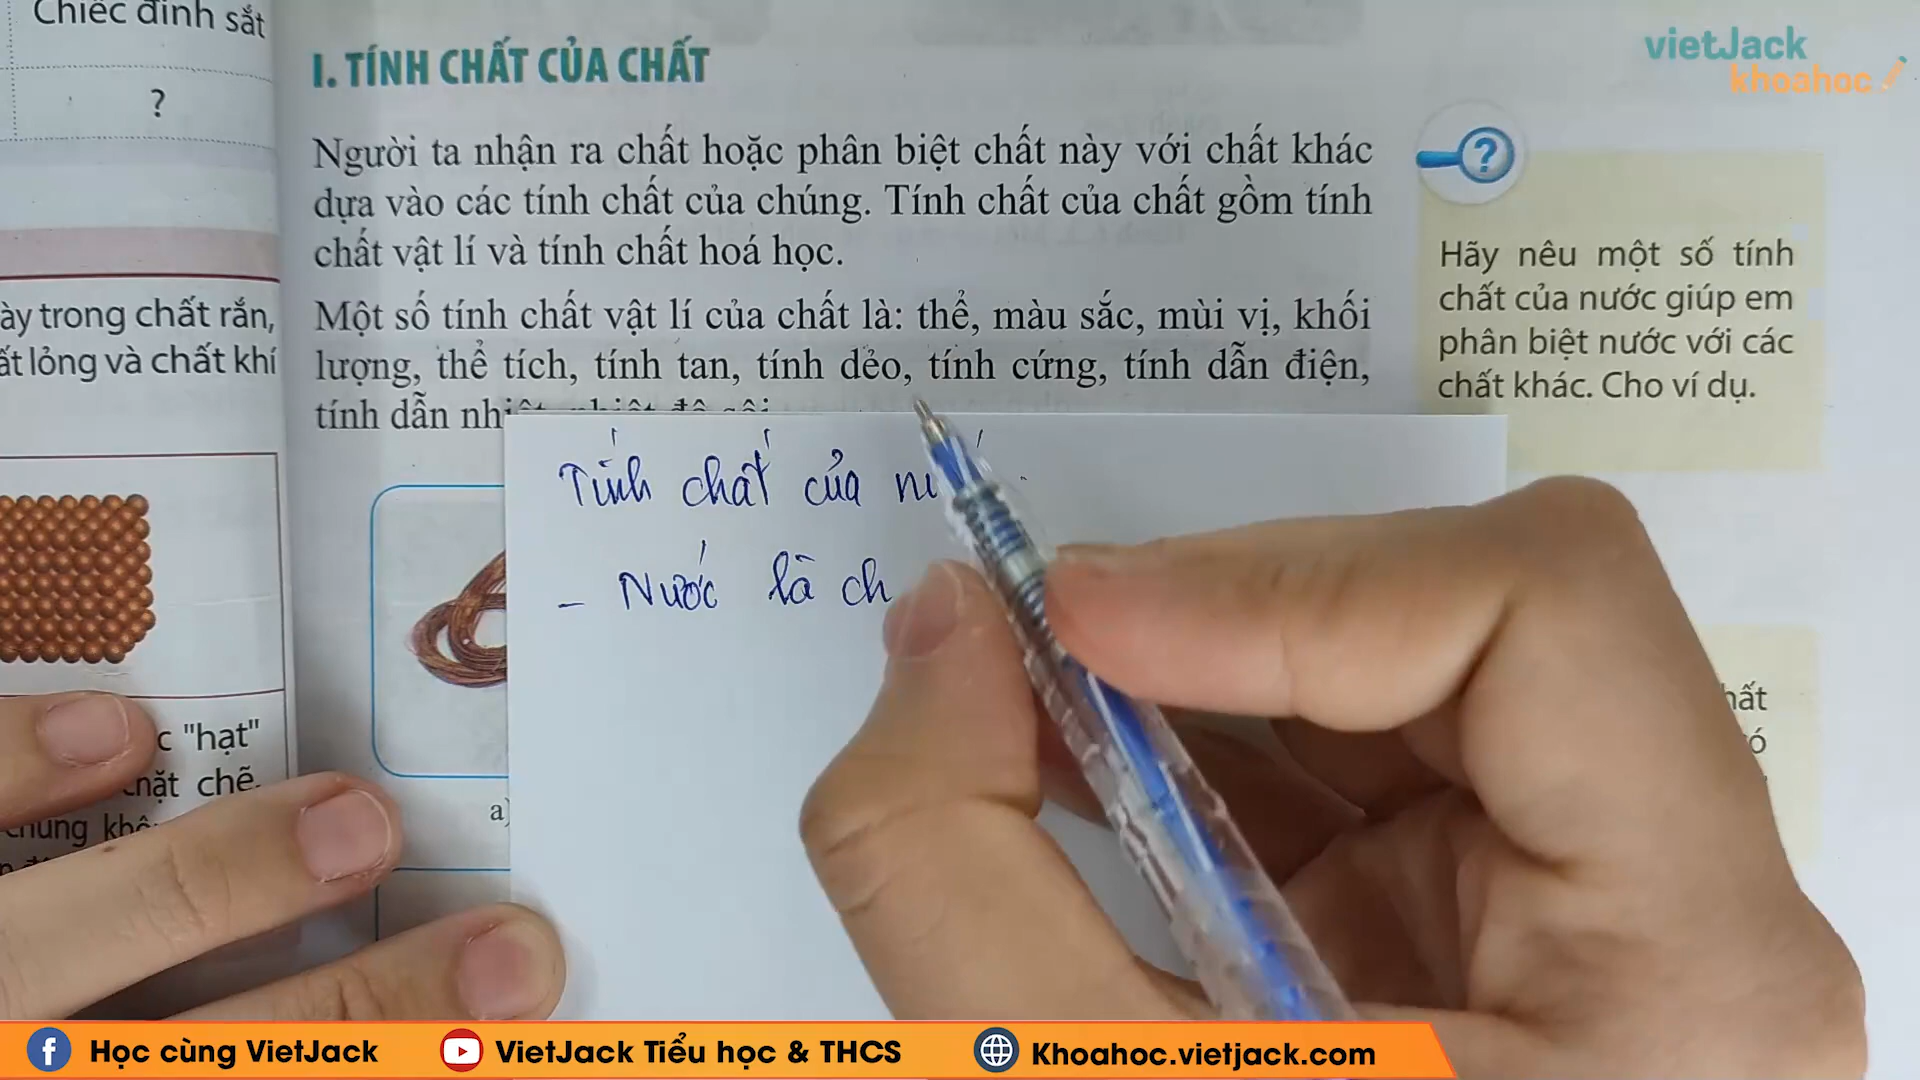 Chiếc đinh sắt
?
ày trong chất rắn,
ất lỏng và chất khí
c "hạt"
chặt chẽ.
chúng
I. TÍNH CHẤT CỦA CHẤT
Người ta nhận ra chất hoặc phân biệt chất này với chất khác
dựa vào các tính chất của chúng. Tính chất của chất gồm tính
chất vật lí và tính chất hoá học.
Một số tính chất vật lí của chất là: thể, màu sắc, mùi vị, khối
lượng, thể tích, tính tan, tính dẻo, tính cứng, tính dẫn điện,
tính dẫn
Tính chất của
- Nước là ch
a)
vietJack
khoahoc
?
Hãy nêu một số tính
chất của nước giúp em
phân biệt nước với các
chất khác. Cho ví dụ.
Học cùng VietJack
VietJack Tiểu học & THCS
Khoahoc.vietjack.com